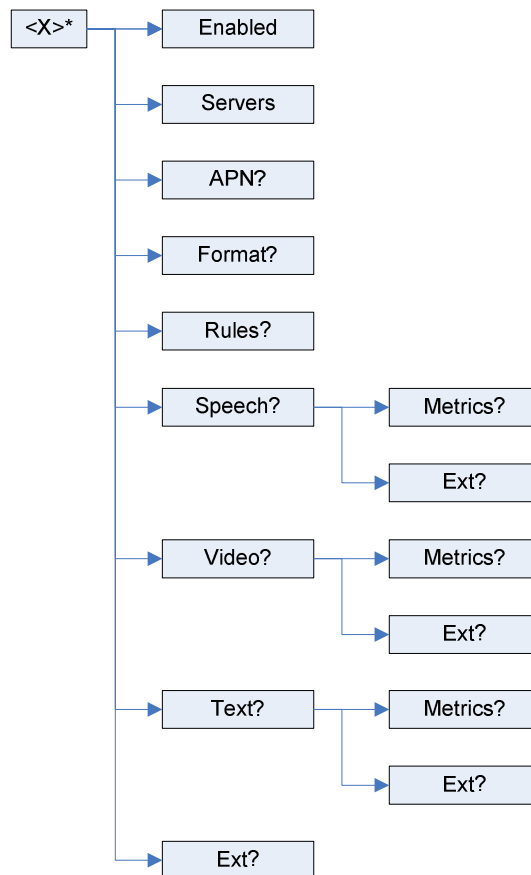 <X>*
Enabled
Servers
APN?
Format?
Rules?
Speech?
Metrics?
Ext?
Video?
Metrics?
Ext?
Text?
Metrics?
Ext?
Ext?